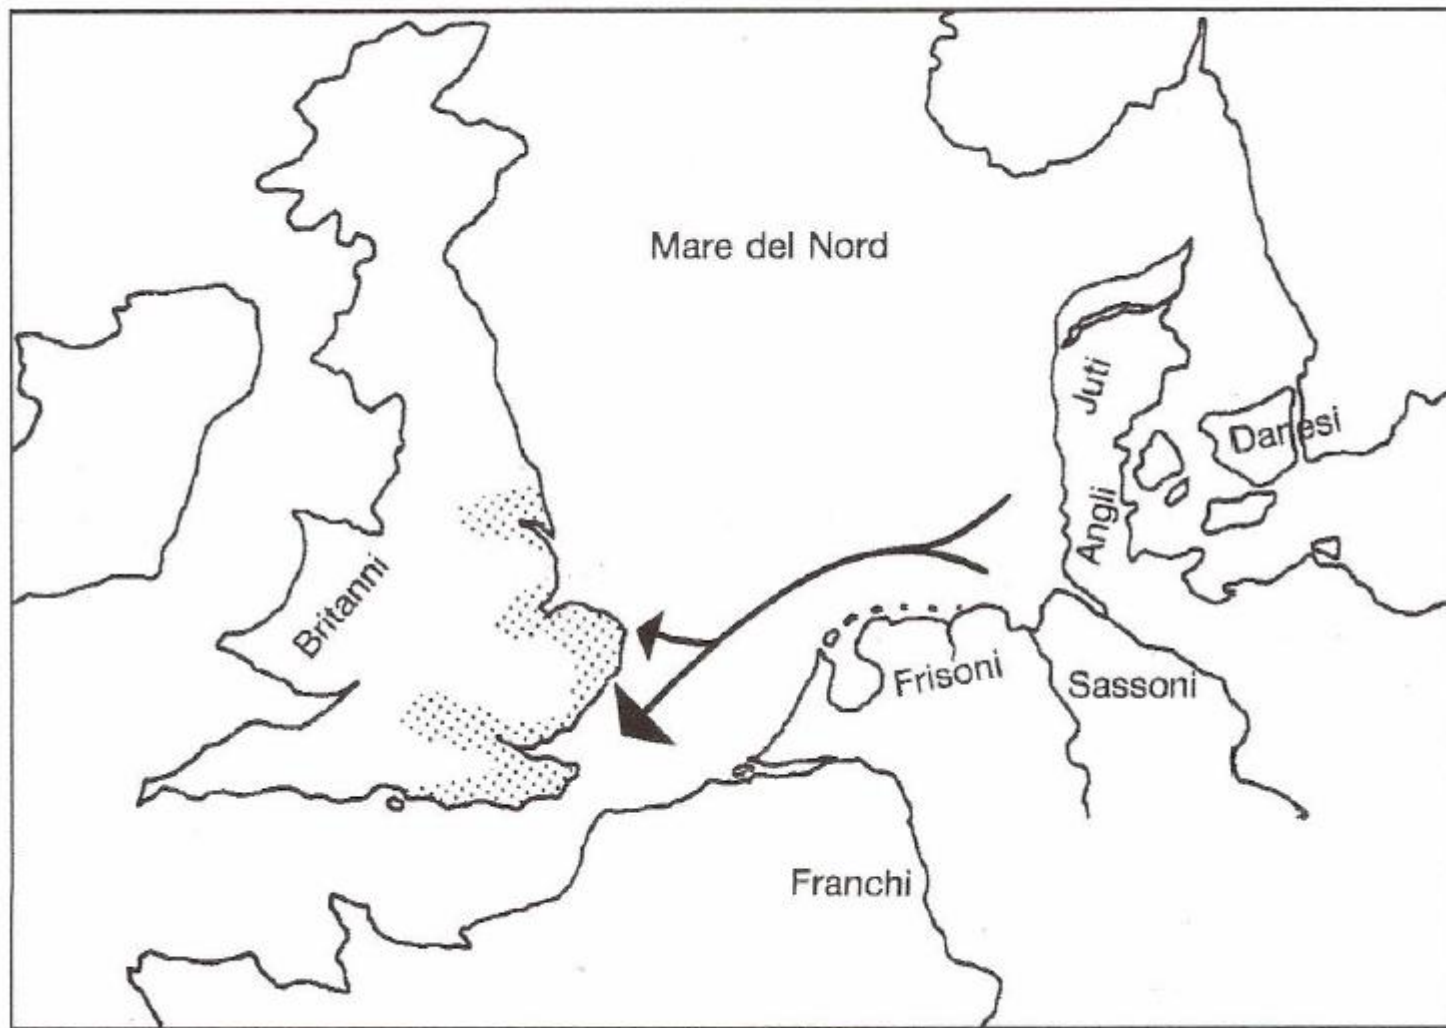 Mare del Nord
Juti
Danesi
Angli
Britanni
Frisoni
Sassoni
Franchi